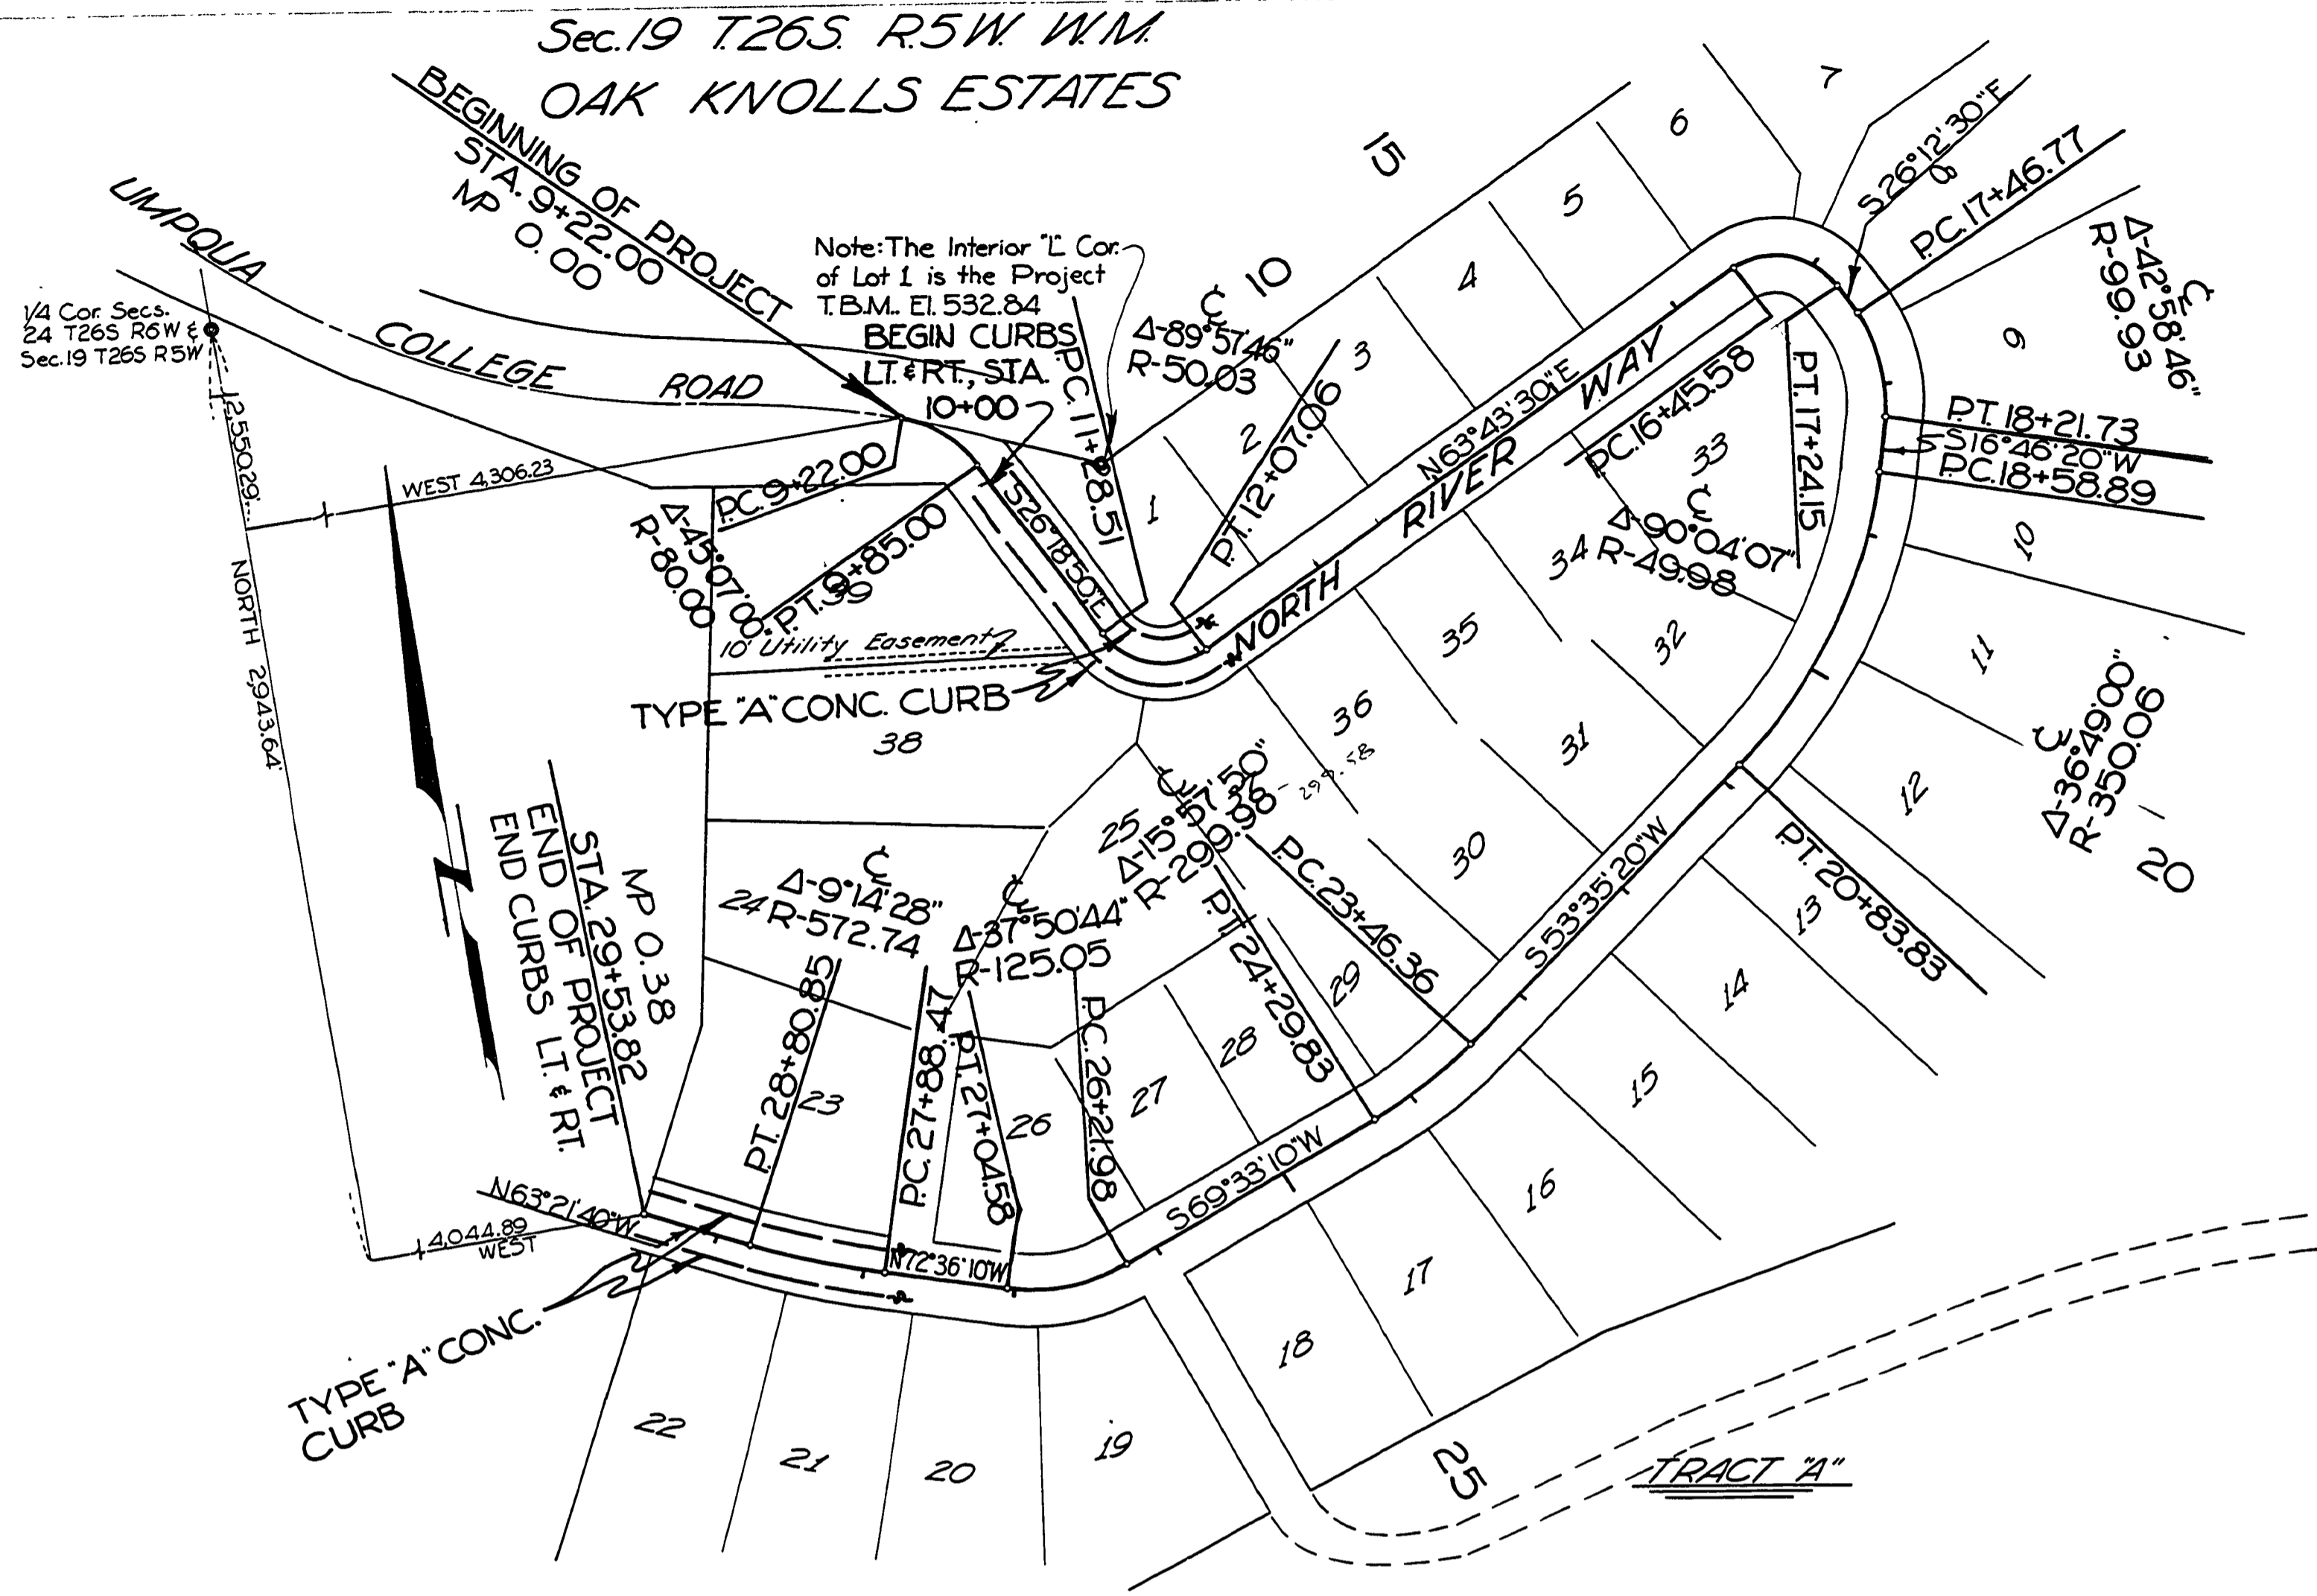 Sec.19 T.26S. R.5W. W.M.
OAK KNOLLS ESTATES
BEGINNING OF PROJECT
STA. 9+22.00
MP 0.00
UMPQUA
COLLEGE
ROAD
1/4 Cor. Secs.
24 T26S R6W &
Sec.19 T26S R5W
2,550.29
WEST 4,306.23
NORTH 2,943.64
Note: The Interior "L" Cor.
of Lot 1 is the Project
T.B.M.. El. 532.84
BEGIN CURBS
LT. & RT., STA.
10+00
P.C. 11+28.51
℄
Δ-89°57'46"
R-50.03
P.C. 9+22.00
Δ-45°07'08"
R-80.00
P.T. 9+85.00
S26°18'50"E
P.T. 12+07.06
N.63°43'30"E
NORTH RIVER WAY
P.C. 16+45.58
P.T. 17+24.15
℄
Δ-90°04'07"
R-49.98
S 26°12'30"E
P.C. 17+46.77
℄
Δ-42°58'46"
R-99.93
P.T. 18+21.73
S16°46'20"W
P.C. 18+58.89
℄
Δ-36°49'00"
R-350.06
P.T. 20+83.83
S 53°35'20"W
10' Utility Easement
TYPE "A" CONC. CURB
℄
Δ-15°57'50"
R-299.98
299.58
P.C. 23+46.36
P.T. 24+29.83
S69°33'10"W
℄
Δ-37°50'44"
R-125.05
P.C. 26+21.98
P.T. 27+04.58
N72°36'10"W
℄
Δ-9°14'28"
R-572.74
P.C. 27+88.47
P.T. 28+80.85
MP 0.38
STA. 29+53.82
END OF PROJECT
END CURBS LT. & RT.
N63°21'40"W
4,044.89
WEST
TYPE "A" CONC.
CURB
TRACT "A"
10
15
20
25
1
2
3
4
5
6
7
8
9
10
11
12
13
14
15
16
17
18
19
20
21
22
23
24
25
26
27
28
29
30
31
32
33
34
35
36
38
39